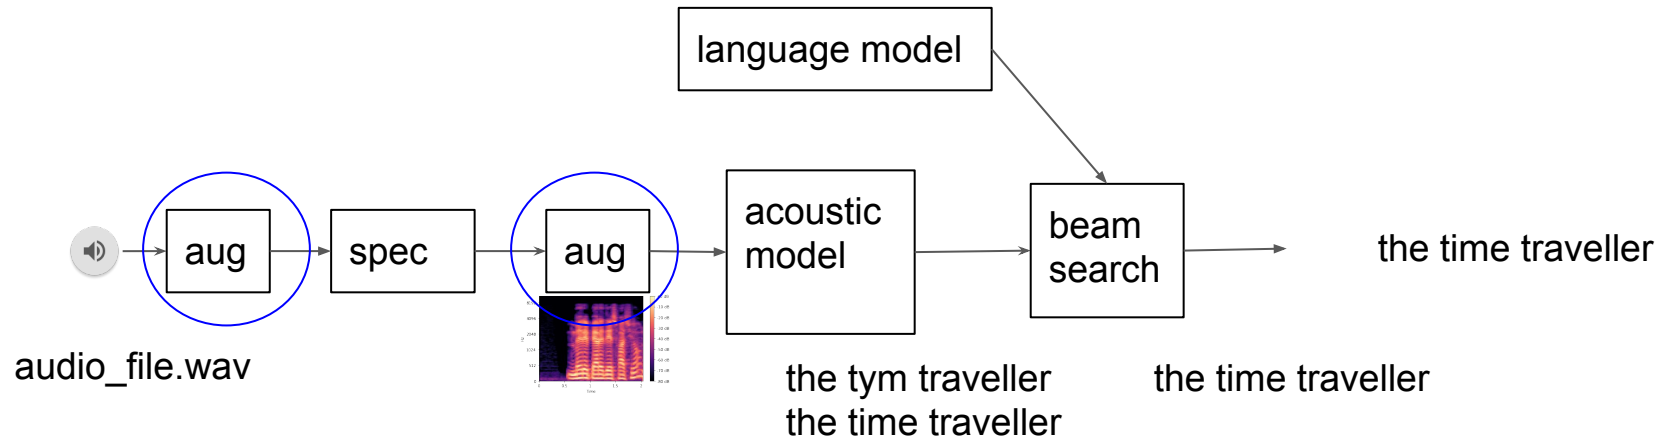 language model
aug
spec
aug
acoustic
model
beam
search
the time traveller
audio_file.wav
the tym traveller
the time traveller
the time traveller